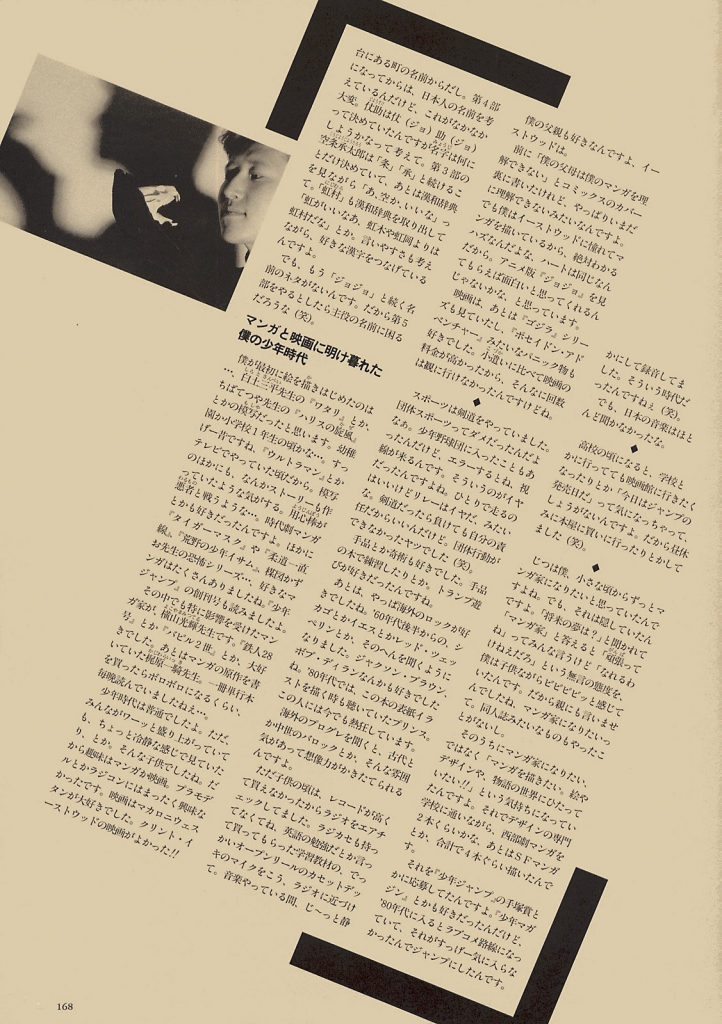 台にある町の名前からだし。第4部
になってからは、日本人の名前を考
えているんだけど、これがなかなか
大変。仗助は仗（ジョ）助（ジョ）
って決めていたんですが名字は何に
しようかなって考えて。第3部の
空条承太郎は「条」「承」と続けるこ
とだけ決めていて、あとは漢和辞典
を見ながら「あ、空か、いいな」っ
て。「虹村」も漢和辞典を取り出して
「虹がいいなあ、虹木や虹岡よりは
虹村だな」とか。言いやすさも考え
ながら、好きな漢字をつなげている
んですよ。
でも、もう「ジョジョ」と続く名
前のネタがないんです。だから第5
部をやるとしたら主役の名前に困る
だろうな（笑）。
マンガと映画に明け暮れた
僕の少年時代
僕が最初に絵を描きはじめたのは
…、白土三平先生の『ワタリ』とか、
ちばてつや先生の『ハリスの旋風』
とかの模写だったと思います。幼稚
園か小学校1年生の頃かな…。すっ
げー昔ですね、『ウルトラマン』とか
テレビでやっていた頃だから。模写
のほかにも、なんかストーリーも作
っていたような気がする。用心棒が
悪者と戦うような…。時代劇マンガ
とかも好きだったんですよ。ほかに
『タイガーマスク』や『柔道一直
線』、『荒野の少年イサム』、楳図かず
お先生の恐怖シリーズ…、好きなマ
ンガはたくさんありましたね。『少年
ジャンプ』の創刊号も読みましたよ。
その中でも特に影響を受けたマン
ガ家が、横山光輝先生です。『鉄人28
号』とか『バビル2世』とか、大好
きでした。あとはマンガの原作を書
いていた梶原一騎先生。一冊単行本
を買ったらボロボロになるくらい、
毎晩読んでいましたねえ…。
少年時代は普通でしたよ。ただ、
みんながワーッと盛り上がっていて
も、ちょっと冷静な感じで見ていた
り、とか。そんな子供でしたね。だ
から趣味はマンガか映画。プラモデ
ルとかラジコンにはまったく興味な
かったです。映画はマカロニウェス
タンが大好きでした。クリント・イ
ーストウッドの映画がよかった!!
僕の父親も好きなんですよ、イー
ストウッドは。
前に「僕の父母は僕のマンガを理
解できない」とコミックスのカバー
裏に書いたけれど、やっぱりいまだ
に理解できないみたいなんですよ。
でも僕はイーストウッドに憧れてマ
ンガを描いているから、絶対わかる
ハズなんだよな、ハートは同じなん
だから。アニメ版『ジョジョ』を見
てもらえば面白いと思ってくれるん
じゃないかな、と思っています。
映画は、あとは『ゴジラ』シリー
ズも見ていたし、『ポセイドン・アド
ベンチャー』みたいなパニック物も
好きでした。小遣いに比べて映画の
料金が高かったから、そんなに回数
は観に行けなかったんですけどね。
◆
スポーツは剣道をやっていました。
団体スポーツってダメだったんだよ
なあ。少年野球団に入ったこともあ
ったんだけど、エラーするとね、視
線が来るんです。そういうのがイヤ
だったんですよね。ひとりで走るの
はいいけどリレーはイヤだ、みたい
な。剣道だったら負けても自分の責
任だからいいんだけど。団体行動が
できなかったヤツでした（笑）。
手品とか奇術も好きでした。手品
の本で練習したりとか。トランプ遊
びが好きだったんですね。
あとは、やっぱ海外のロックが好
きでしたね。'60年代後半からの、シ
カゴとかイエスとかレッド・ツェッ
ペリンとか、そのへんを聞くように
なりました。ジャクソン・ブラウン、
ボブ・ディランなんかも好きでした
ね。'80年代では、この本の表紙イラ
ストを描く時も聴いていたプリンス。
この人には今でも熱狂しています。
海外のプログレを聞くと、古代と
か中世のバロックとか、そんな雰囲
気があって想像力がかきたてられる
んですよ。
ただ子供の頃は、レコードが高く
て買えなかったからラジオをエアチ
ェックしてました。ラジカセも持っ
てなくてね、英語の勉強だとか言っ
て買ってもらった学習教材の、でっ
かいオープンリールのカセットデッ
キのマイクをこう、ラジオに近づけ
て。音楽やっている間、じ〜っと静
かにして録音してま
した。そういう時代だ
ったんですねぇ（笑）。
でも、日本の音楽はほと
んど聞かなかったな。
◆
高校の頃になると、学校と
かに行ってても映画館に行きたく
なったりとか「今日はジャンプの
発売日だ」って気になっちゃって、
しょうがないんですよ。だから昼休
みに本屋に買いに行ったりとかして
ました（笑）。
◆
じつは僕、小さな頃からずっとマ
ンガ家になりたいと思っていたんで
すよね。でも、それは隠していたん
ですよ。「将来の夢は？」と聞かれて
「マンガ家」と答えると「頑張って
ね」ってみんな言うけど「なれるわ
けねぇだろ」という無言の態度を、
僕は子供ながらビビビビッと感じて
いたんです。だから親にも言いませ
んでしたね、マンガ家になりたいっ
て。同人誌みたいなものもやったこ
とがないし。
そのうちにマンガ家になりたい、
ではなく「マンガを描きたい。絵や
デザインや、物語の世界にひたって
いたい!!」という気持ちになってい
たんですよ。それでデザインの専門
学校に通いながら、西部劇マンガを
2本くらいかな、あとはSFマンガ
とか、合計で4本ぐらい描いたんで
す。
それを『少年ジャンプ』の手塚賞と
かに応募してたんですよ。『少年マガ
ジン』とかも好きだったんだけど、
'80年代に入るとラブコメ路線になっ
ていて、それがすっげー気に入らな
かったんでジャンプにしたんです。
168